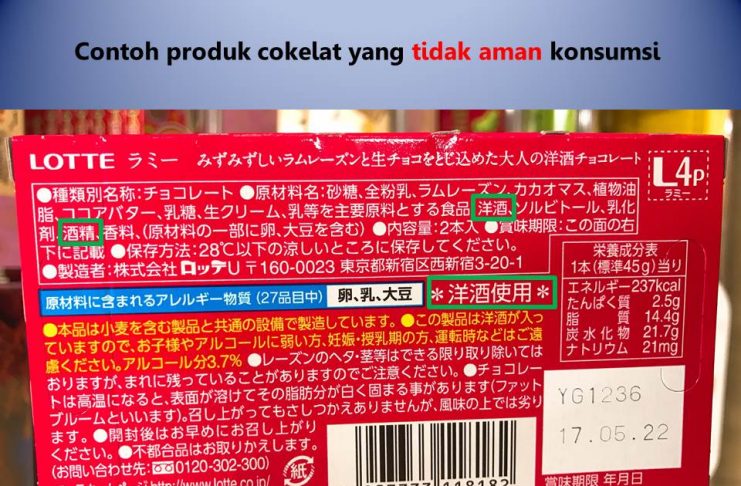 Contoh produk cokelat yang tidak aman konsumsi
LOTTE ラミー みずみずしいラムレーズンと生チョコをとじ込めた大人の洋酒チョコレート
L4P
ラミー
●種類別名称:チョコレート ●原材料名:砂糖、全粉乳、ラムレーズン、カカオマス、植物油
脂、ココアバター、乳糖、生クリーム、乳等を主要原料とする食品、洋酒、ソルビトール、乳化
剤、酒精、香料、(原材料の一部に卵、大豆を含む) ●内容量:2本入 ●賞味期限:この面の右
下に記載 ●保存方法:28℃以下の涼しいところに保存してください。
●製造者:株式会社ロッテU 〒160-0023 東京都新宿区西新宿3-20-1
原材料に含まれるアレルギー物質(27品目中) 卵、乳、大豆 *洋酒使用*
●本品は小麦を含む製品と共通の設備で製造しています。●この製品は洋酒が入っ
ていますので、お子様やアルコールに弱い方、妊娠・授乳期の方、運転時などはご遠
慮ください。アルコール分3.7% ●レーズンのヘタ・茎等はできる限り取り除いては
おりますが、まれに残っていることがありますのでご注意ください。●チョコレー
トは高温になると、表面が溶けてその脂肪分が白く固まる事があります(ファット
ブルームといいます)。召し上がってもさしつかえありませんが、風味の上では劣り
ます。●開封後はお早めにお召し上がり
ください。●不都合品はお取りかえします。
(お問い合わせ先:0120-302-300)
http://www.lotte.co.jp/
紙
栄養成分表
1本(標準45g)当り
エネルギー 237kcal
たんぱく質 2.5g
脂質 14.4g
炭水化物 21.7g
ナトリウム 21mg
YG1236
17.05.22
賞味期限 年月日